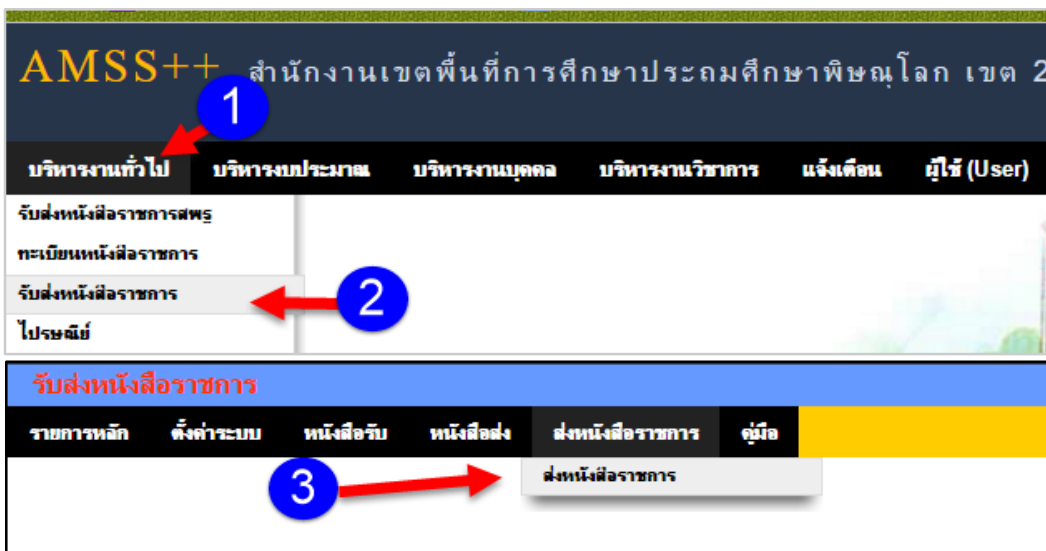 AMSS++ สำนักงานเขตพื้นที่การศึกษาประถมศึกษาพิษณุโลก เขต 2
1
บริหารงานทั่วไป บริหารงบประมาณ บริหารงานบุคคล บริหารงานวิชาการ แจ้งเตือน ผู้ใช้ (User)
รับส่งหนังสือราชการสพฐ
ทะเบียนหนังสือราชการ
รับส่งหนังสือราชการ
2
ไปรษณีย์
รับส่งหนังสือราชการ
รายการหลัก ตั้งค่าระบบ หนังสือรับ หนังสือส่ง ส่งหนังสือราชการ คู่มือ
3
ส่งหนังสือราชการ